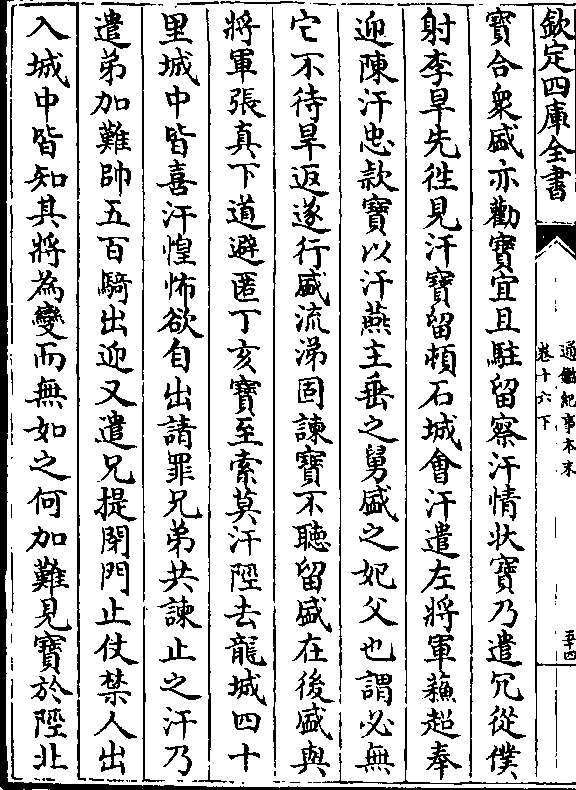 欽定四庫全書
通鑑紀事本末
卷十六下
五十四
寶合衆盛亦勸寶宜且駐留察汗情狀寶乃遣冗從僕
射李旱先徃見汗寶留頓石城會汗遣左將軍蘓超奉
迎陳汗忠欵寶以汗燕主垂之舅盛之妃父也謂必無
它不待旱返遂行盛流涕固諫寶不聽留盛在後盛與
將軍張真下道避匿丁亥寶至索莫汗陘去龍城四十
里城中皆喜汗惶怖欲自出請罪兄弟共諫止之汗乃
遣弟加難帥五百騎出迎又遣兄提閉門止仗禁人出
入城中皆知其將為變而無如之何加難見寶於陘北